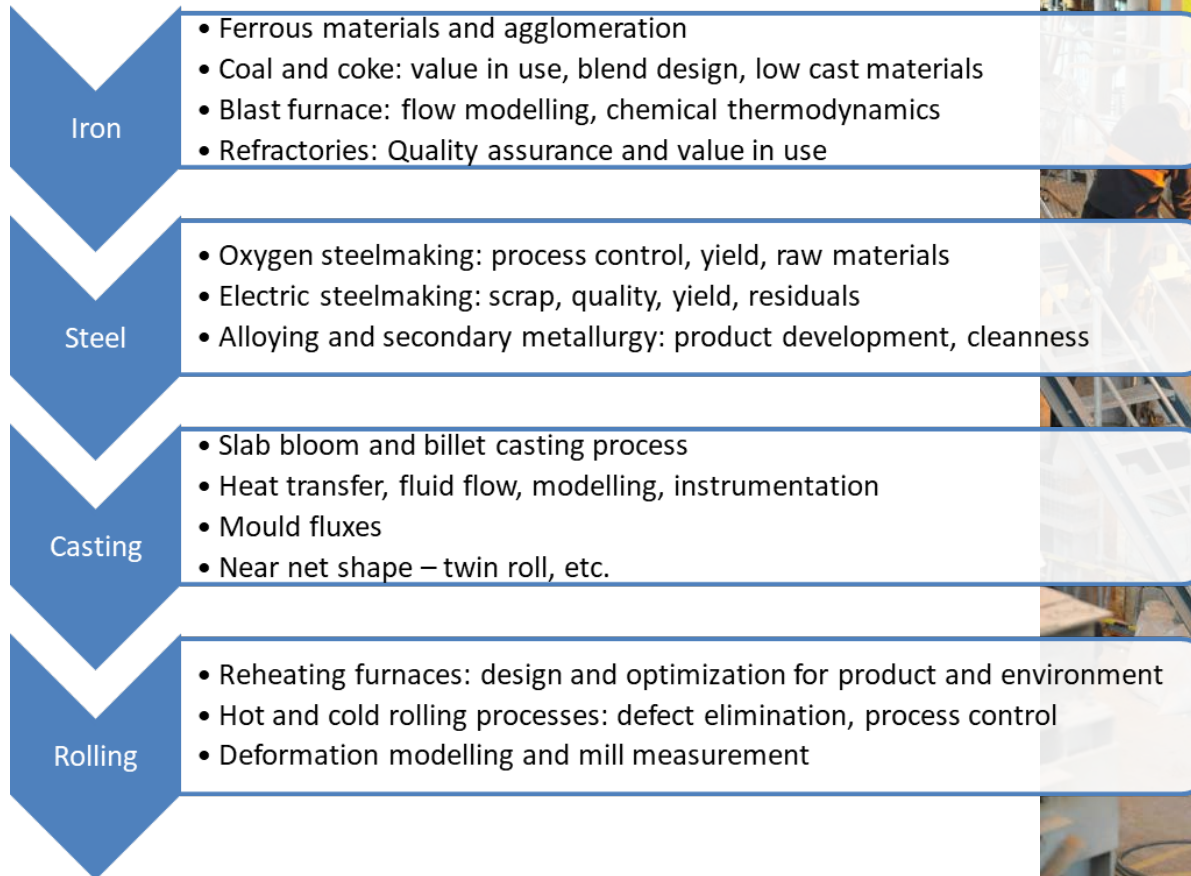 Iron
• Ferrous materials and agglomeration
• Coal and coke: value in use, blend design, low cast materials
• Blast furnace: flow modelling, chemical thermodynamics
• Refractories: Quality assurance and value in use
Steel
• Oxygen steelmaking: process control, yield, raw materials
• Electric steelmaking: scrap, quality, yield, residuals
• Alloying and secondary metallurgy: product development, cleanness
Casting
• Slab bloom and billet casting process
• Heat transfer, fluid flow, modelling, instrumentation
• Mould fluxes
• Near net shape – twin roll, etc.
Rolling
• Reheating furnaces: design and optimization for product and environment
• Hot and cold rolling processes: defect elimination, process control
• Deformation modelling and mill measurement